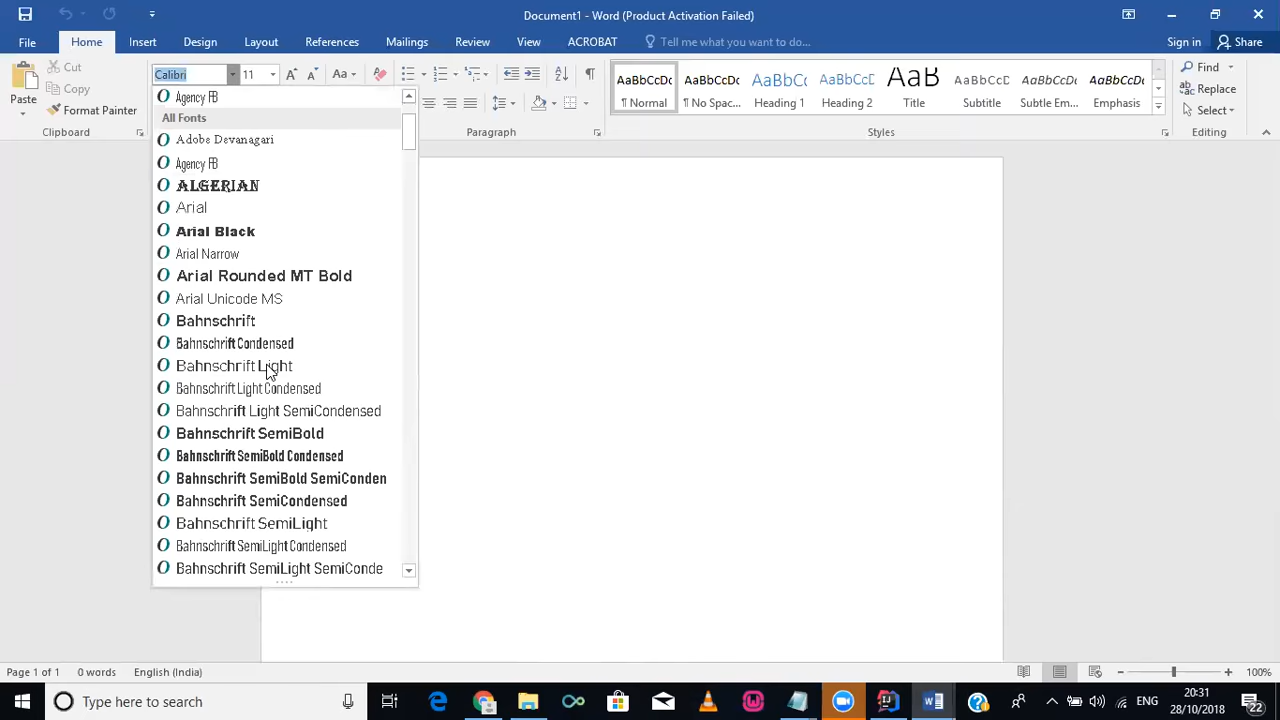 Document1 - Word (Product Activation Failed)
File Home Insert Design Layout References Mailings Review View ACROBAT Tell me what you want to do... Sign in Share
Paste
Cut
Copy
Format Painter
Clipboard
Calibri 11 Aa
Paragraph
AaBbCcDc AaBbCcDc AaBbCc AaBbCcD AaB AaBbCcD AaBbCcDc AaBbCcDc
¶ Normal ¶ No Spac... Heading 1 Heading 2 Title Subtitle Subtle Em... Emphasis
Styles
Find
Replace
Select
Editing
Agency FB
All Fonts
Adobe Devanagari
Agency FB
ALGERIAN
Arial
Arial Black
Arial Narrow
Arial Rounded MT Bold
Arial Unicode MS
Bahnschrift
Bahnschrift Condensed
Bahnschrift Light
Bahnschrift Light Condensed
Bahnschrift Light SemiCondensed
Bahnschrift SemiBold
Bahnschrift SemiBold Condensed
Bahnschrift SemiBold SemiConden
Bahnschrift SemiCondensed
Bahnschrift SemiLight
Bahnschrift SemiLight Condensed
Bahnschrift SemiLight SemiConde
Page 1 of 1 0 words English (India) 100%
Type here to search
ENG
20:31
28/10/2018
22